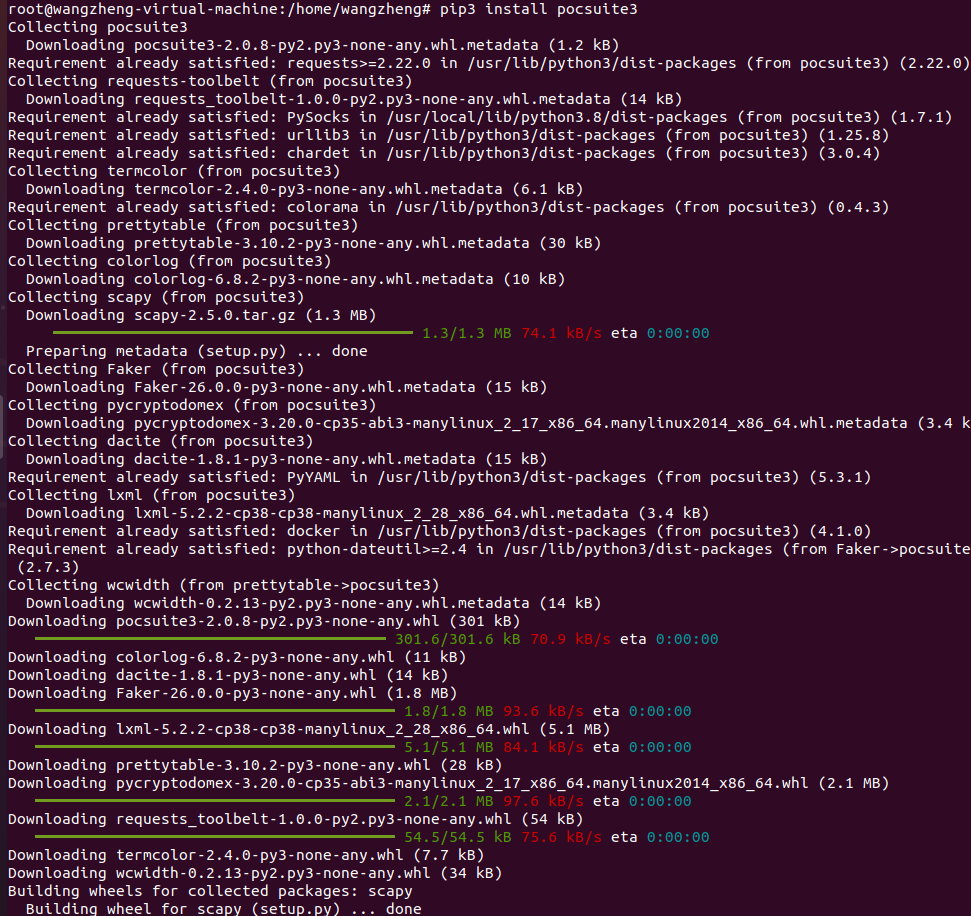 root@wangzheng-virtual-machine:/home/wangzheng# pip3 install pocsuite3
Collecting pocsuite3
  Downloading pocsuite3-2.0.8-py2.py3-none-any.whl.metadata (1.2 kB)
Requirement already satisfied: requests>=2.22.0 in /usr/lib/python3/dist-packages (from pocsuite3) (2.22.0)
Collecting requests-toolbelt (from pocsuite3)
  Downloading requests_toolbelt-1.0.0-py2.py3-none-any.whl.metadata (14 kB)
Requirement already satisfied: PySocks in /usr/local/lib/python3.8/dist-packages (from pocsuite3) (1.7.1)
Requirement already satisfied: urllib3 in /usr/lib/python3/dist-packages (from pocsuite3) (1.25.8)
Requirement already satisfied: chardet in /usr/lib/python3/dist-packages (from pocsuite3) (3.0.4)
Collecting termcolor (from pocsuite3)
  Downloading termcolor-2.4.0-py3-none-any.whl.metadata (6.1 kB)
Requirement already satisfied: colorama in /usr/lib/python3/dist-packages (from pocsuite3) (0.4.3)
Collecting prettytable (from pocsuite3)
  Downloading prettytable-3.10.2-py3-none-any.whl.metadata (30 kB)
Collecting colorlog (from pocsuite3)
  Downloading colorlog-6.8.2-py3-none-any.whl.metadata (10 kB)
Collecting scapy (from pocsuite3)
  Downloading scapy-2.5.0.tar.gz (1.3 MB)
1.3/1.3 MB 74.1 kB/s eta 0:00:00
  Preparing metadata (setup.py) ... done
Collecting Faker (from pocsuite3)
  Downloading Faker-26.0.0-py3-none-any.whl.metadata (15 kB)
Collecting pycryptodomex (from pocsuite3)
  Downloading pycryptodomex-3.20.0-cp35-abi3-manylinux_2_17_x86_64.manylinux2014_x86_64.whl.metadata (3.4 k
Collecting dacite (from pocsuite3)
  Downloading dacite-1.8.1-py3-none-any.whl.metadata (15 kB)
Requirement already satisfied: PyYAML in /usr/lib/python3/dist-packages (from pocsuite3) (5.3.1)
Collecting lxml (from pocsuite3)
  Downloading lxml-5.2.2-cp38-cp38-manylinux_2_28_x86_64.whl.metadata (3.4 kB)
Requirement already satisfied: docker in /usr/lib/python3/dist-packages (from pocsuite3) (4.1.0)
Requirement already satisfied: python-dateutil>=2.4 in /usr/lib/python3/dist-packages (from Faker->pocsuite
 (2.7.3)
Collecting wcwidth (from prettytable->pocsuite3)
  Downloading wcwidth-0.2.13-py2.py3-none-any.whl.metadata (14 kB)
Downloading pocsuite3-2.0.8-py2.py3-none-any.whl (301 kB)
301.6/301.6 kB 70.9 kB/s eta 0:00:00
Downloading colorlog-6.8.2-py3-none-any.whl (11 kB)
Downloading dacite-1.8.1-py3-none-any.whl (14 kB)
Downloading Faker-26.0.0-py3-none-any.whl (1.8 MB)
1.8/1.8 MB 93.6 kB/s eta 0:00:00
Downloading lxml-5.2.2-cp38-cp38-manylinux_2_28_x86_64.whl (5.1 MB)
5.1/5.1 MB 84.1 kB/s eta 0:00:00
Downloading prettytable-3.10.2-py3-none-any.whl (28 kB)
Downloading pycryptodomex-3.20.0-cp35-abi3-manylinux_2_17_x86_64.manylinux2014_x86_64.whl (2.1 MB)
2.1/2.1 MB 97.6 kB/s eta 0:00:00
Downloading requests_toolbelt-1.0.0-py2.py3-none-any.whl (54 kB)
54.5/54.5 kB 75.6 kB/s eta 0:00:00
Downloading termcolor-2.4.0-py3-none-any.whl (7.7 kB)
Downloading wcwidth-0.2.13-py2.py3-none-any.whl (34 kB)
Building wheels for collected packages: scapy
  Building wheel for scapy (setup.py) ... done